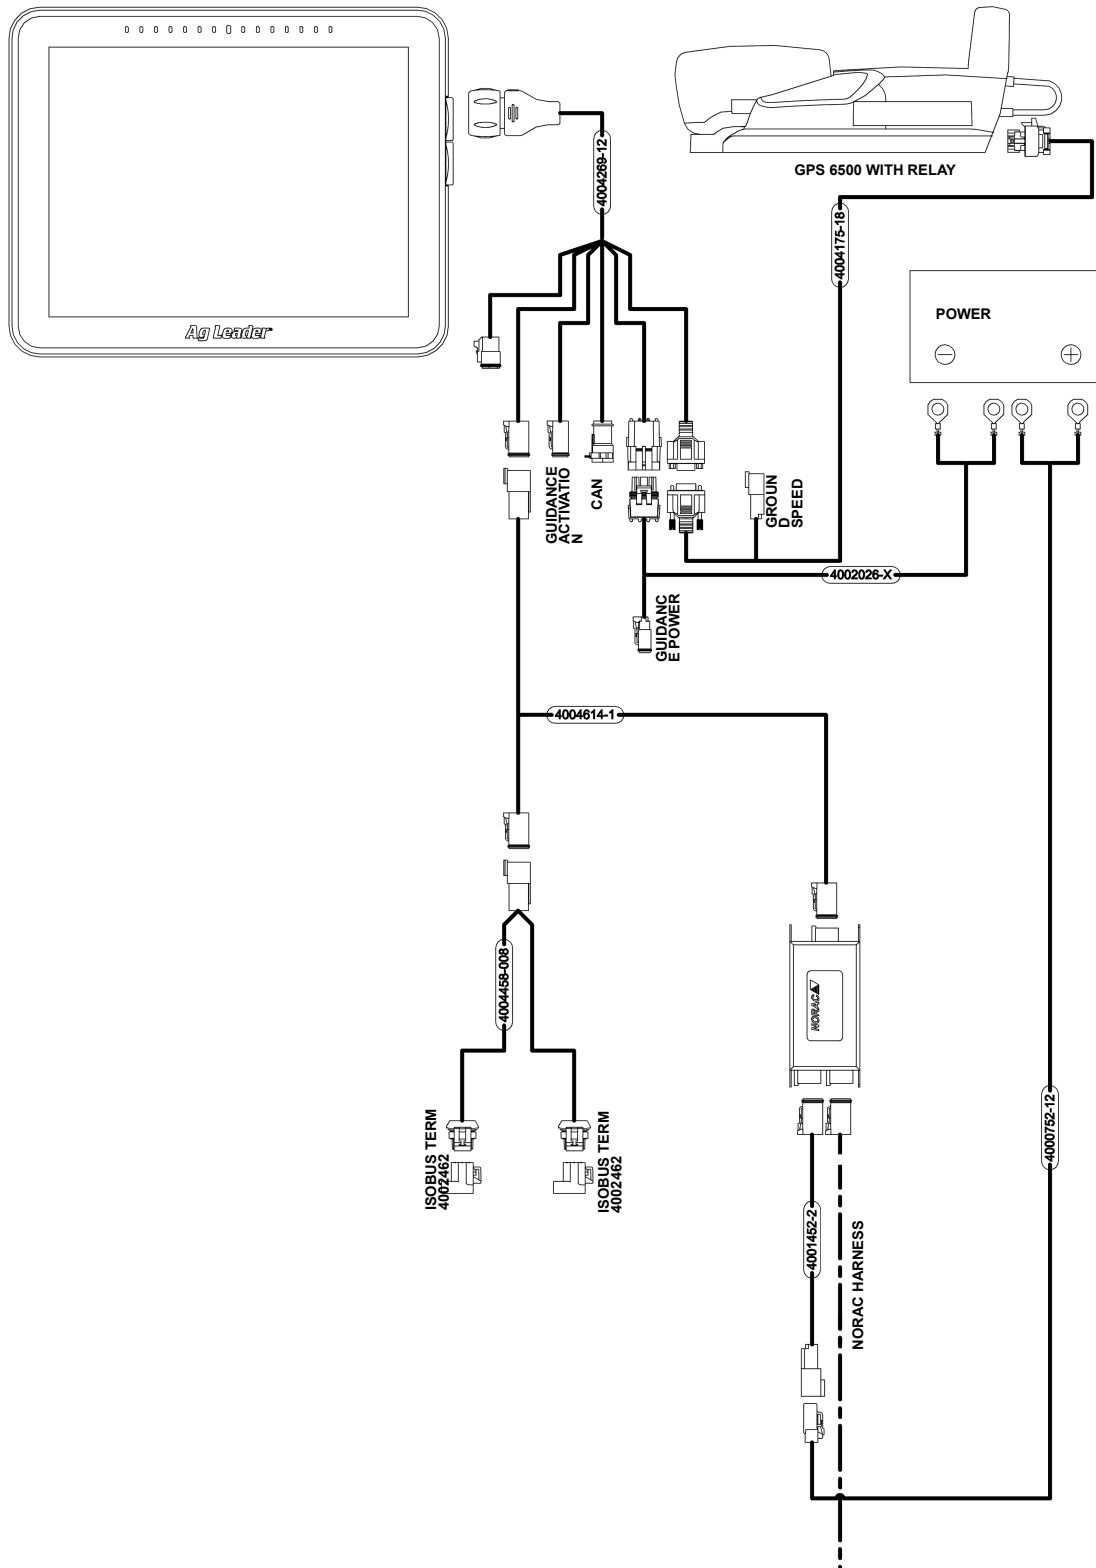 Ag Leader
4004269-12
GPS 6500 WITH RELAY
4004175-18
POWER
GUIDANCE
ACTIVATIO
N
CAN
GROUN
D
SPEED
4002026-X
GUIDANC
E POWER
4004614-1
4004458-008
NORAC
ISOBUS TERM
4002462
ISOBUS TERM
4002462
4000752-12
4001452-2
NORAC HARNESS